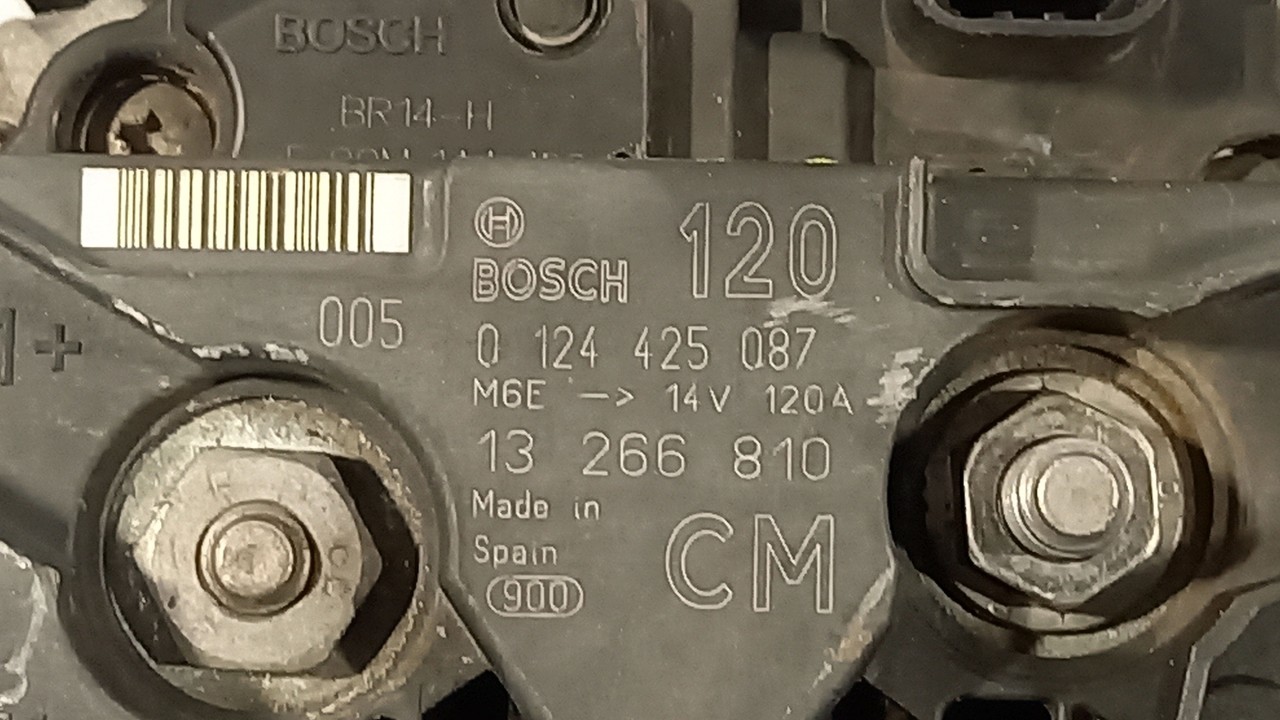 BOSCH
BR14-H
005
BOSCH
120
0 124 425 087
M6E -> 14V 120A
13 266 810
Made in
Spain
900
CM